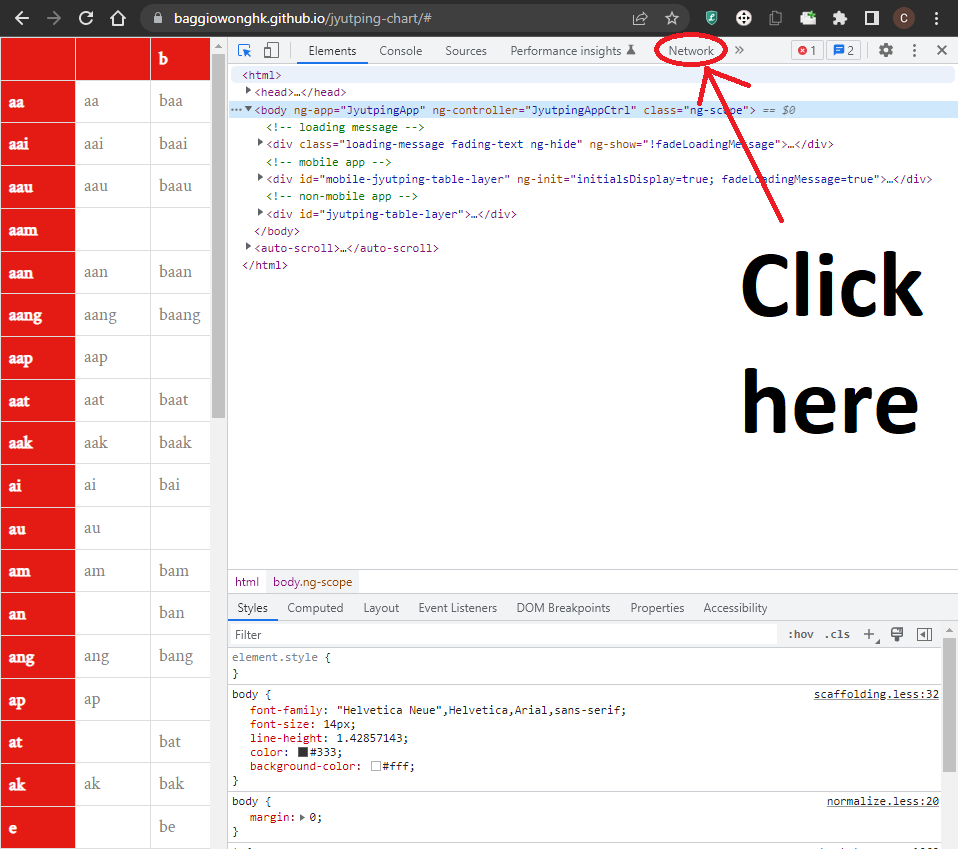 baggiowonghk.github.io/jyutping-chart/#
C
b
aa aa baa
aai aai baai
aau aau baau
aam
aan aan baan
aang aang baang
aap aap
aat aat baat
aak aak baak
ai ai bai
au au
am am bam
an ban
ang ang bang
ap ap
at bat
ak ak bak
e be
Elements Console Sources Performance insights Network » 1 2
<html>
<head>…</head>
<body ng-app="JyutpingApp" ng-controller="JyutpingAppCtrl" class="ng-scope"> == $0
<!-- loading message -->
<div class="loading-message fading-text ng-hide" ng-show="!fadeLoadingMessage">…</div>
<!-- mobile app -->
<div id="mobile-jyutping-table-layer" ng-init="initialsDisplay=true; fadeLoadingMessage=true">…</div>
<!-- non-mobile app -->
<div id="jyutping-table-layer">…</div>
</body>
<auto-scroll>…</auto-scroll>
</html>
Click
here
html body.ng-scope
Styles Computed Layout Event Listeners DOM Breakpoints Properties Accessibility
Filter :hov .cls +
element.style {
}
body { scaffolding.less:32
font-family: "Helvetica Neue",Helvetica,Arial,sans-serif;
font-size: 14px;
line-height: 1.42857143;
color: #333;
background-color: #fff;
}
body { normalize.less:20
margin: 0;
}